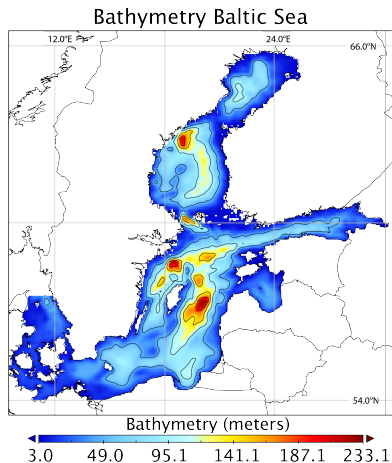 Bathymetry Baltic Sea
12.0°E 24.0°E
66.0°N
54.0°N
Bathymetry (meters)
3.0 49.0 95.1 141.1 187.1 233.1